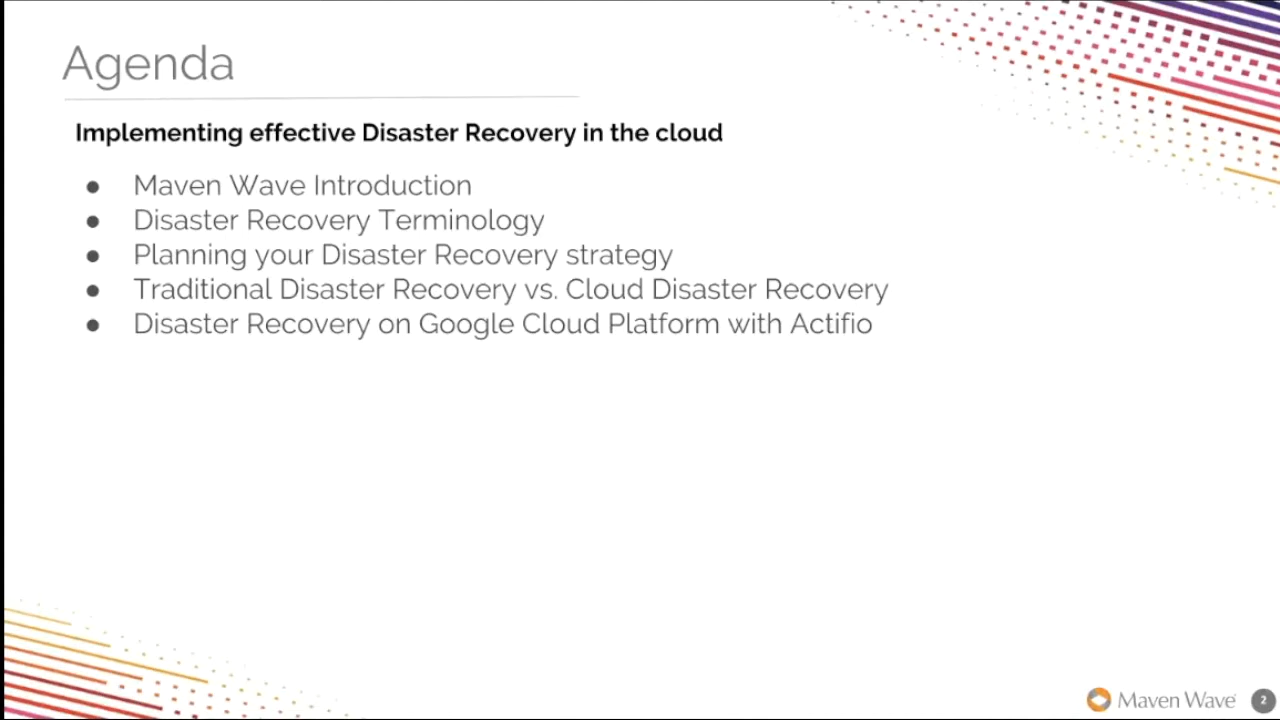 Agenda
Implementing effective Disaster Recovery in the cloud
● Maven Wave Introduction
● Disaster Recovery Terminology
● Planning your Disaster Recovery strategy
● Traditional Disaster Recovery vs. Cloud Disaster Recovery
● Disaster Recovery on Google Cloud Platform with Actifio
Maven Wave 2